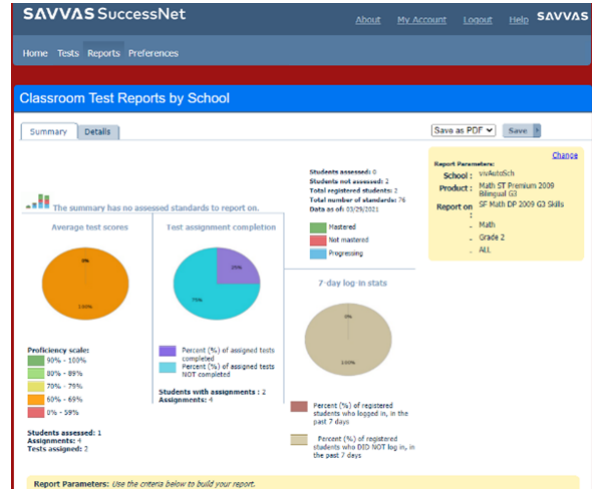 SAVVAS SuccessNet
About My Account Logout Help SAVVAS
Home Tests Reports Preferences
Classroom Test Reports by School
Summary Details
Save as PDF Save
Change
Report Parameters:
School : vivAutoSch
Product : Math ST Premium 2009
Bilingual G3
Report on SF Math DP 2009 G3 Skills
:
- Math
- Grade 2
- ALL
Students assessed: 0
Students not assessed: 2
Total registered students: 2
Total number of standards: 76
Data as of: 03/29/2021
The summary has no assessed standards to report on.
Mastered
Not mastered
Progressing
Average test scores
0%
100%
Proficiency scale:
90% - 100%
80% - 89%
70% - 79%
60% - 69%
0% - 59%
Students assessed: 1
Assignments: 4
Tests assigned: 2
Test assignment completion
25%
75%
Percent (%) of assigned tests
completed
Percent (%) of assigned tests
NOT completed
Students with assignments : 2
Assignments: 4
7-day log-in stats
0%
100%
Percent (%) of registered
students who logged in, in the
past 7 days
Percent (%) of registered
students who DID NOT log in, in
the past 7 days
Report Parameters: Use the criteria below to build your report.